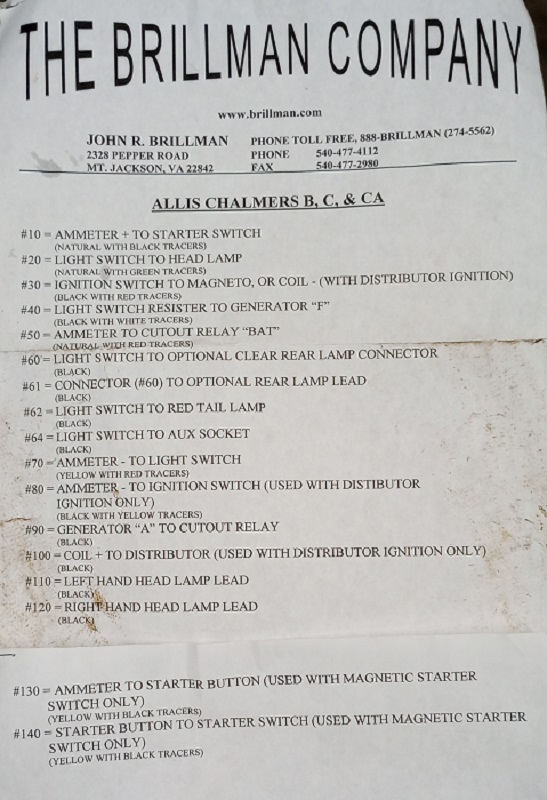 THE BRILLMAN COMPANY
www.brillman.com
JOHN R. BRILLMAN PHONE TOLL FREE, 888-BRILLMAN (274-5562)
2328 PEPPER ROAD PHONE 540-477-4112
MT. JACKSON, VA 22842 FAX 540-477-2980
ALLIS CHALMERS B, C, & CA
#10 = AMMETER + TO STARTER SWITCH
(NATURAL WITH BLACK TRACERS)
#20 = LIGHT SWITCH TO HEAD LAMP
(NATURAL WITH GREEN TRACERS)
#30 = IGNITION SWITCH TO MAGNETO, OR COIL - (WITH DISTRIBUTOR IGNITION)
(BLACK WITH RED TRACERS)
#40 = LIGHT SWITCH RESISTER TO GENERATOR "F"
(BLACK WITH WHITE TRACERS)
#50 = AMMETER TO CUTOUT RELAY "BAT"
(NATURAL WITH RED TRACERS)
#60 = LIGHT SWITCH TO OPTIONAL CLEAR REAR LAMP CONNECTOR
(BLACK)
#61 = CONNECTOR (#60) TO OPTIONAL REAR LAMP LEAD
(BLACK)
#62 = LIGHT SWITCH TO RED TAIL LAMP
(BLACK)
#64 = LIGHT SWITCH TO AUX SOCKET
(BLACK)
#70 = AMMETER - TO LIGHT SWITCH
(YELLOW WITH RED TRACERS)
#80 = AMMETER - TO IGNITION SWITCH (USED WITH DISTIBUTOR
IGNITION ONLY)
(BLACK WITH YELLOW TRACERS)
#90 = GENERATOR "A" TO CUTOUT RELAY
(BLACK)
#100 = COIL + TO DISTRIBUTOR (USED WITH DISTRIBUTOR IGNITION ONLY)
(BLACK)
#110 = LEFT HAND HEAD LAMP LEAD
(BLACK)
#120 = RIGHT HAND HEAD LAMP LEAD
(BLACK)
#130 = AMMETER TO STARTER BUTTON (USED WITH MAGNETIC STARTER
SWITCH ONLY)
(YELLOW WITH BLACK TRACERS)
#140 = STARTER BUTTON TO STARTER SWITCH (USED WITH MAGNETIC STARTER
SWITCH ONLY)
(YELLOW WITH BLACK TRACERS)